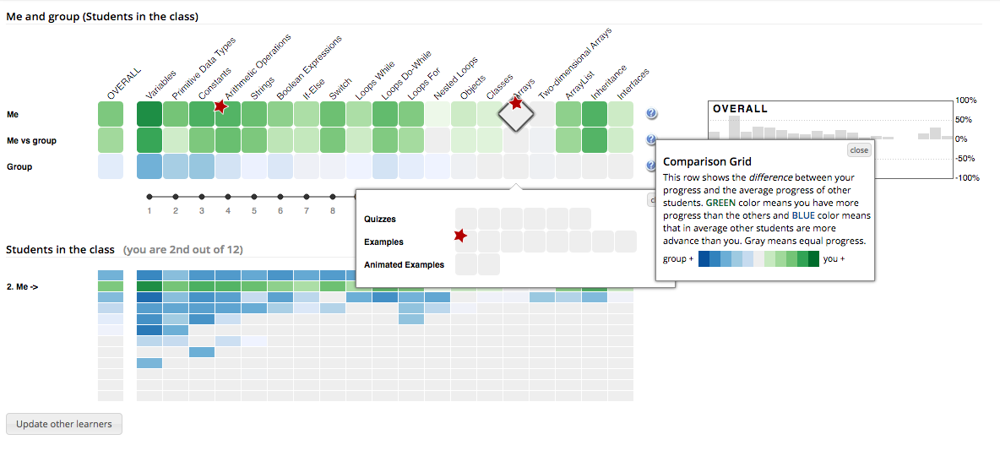 Me and group (Students in the class)
OVERALL
Variables
Primitive Data Types
Constants
Arithmetic Operations
Strings
Boolean Expressions
If-Else
Switch
Loops While
Loops Do-While
Loops For
Nested Loops
Objects
Classes
Arrays
Two-dimensional Arrays
ArrayList
Inheritance
Interfaces
Me
Me vs group
Group
?
?
?
OVERALL
100%
50%
0%
-50%
-100%
1 2 3 4 5 6 7 8
close
Comparison Grid
This row shows the difference between your
progress and the average progress of other
students. GREEN color means you have more
progress than the others and BLUE color means
that in average other students are more
advance than you. Gray means equal progress.
group + you +
Quizzes
Examples
Animated Examples
Students in the class (you are 2nd out of 12)
2. Me ->
Update other learners